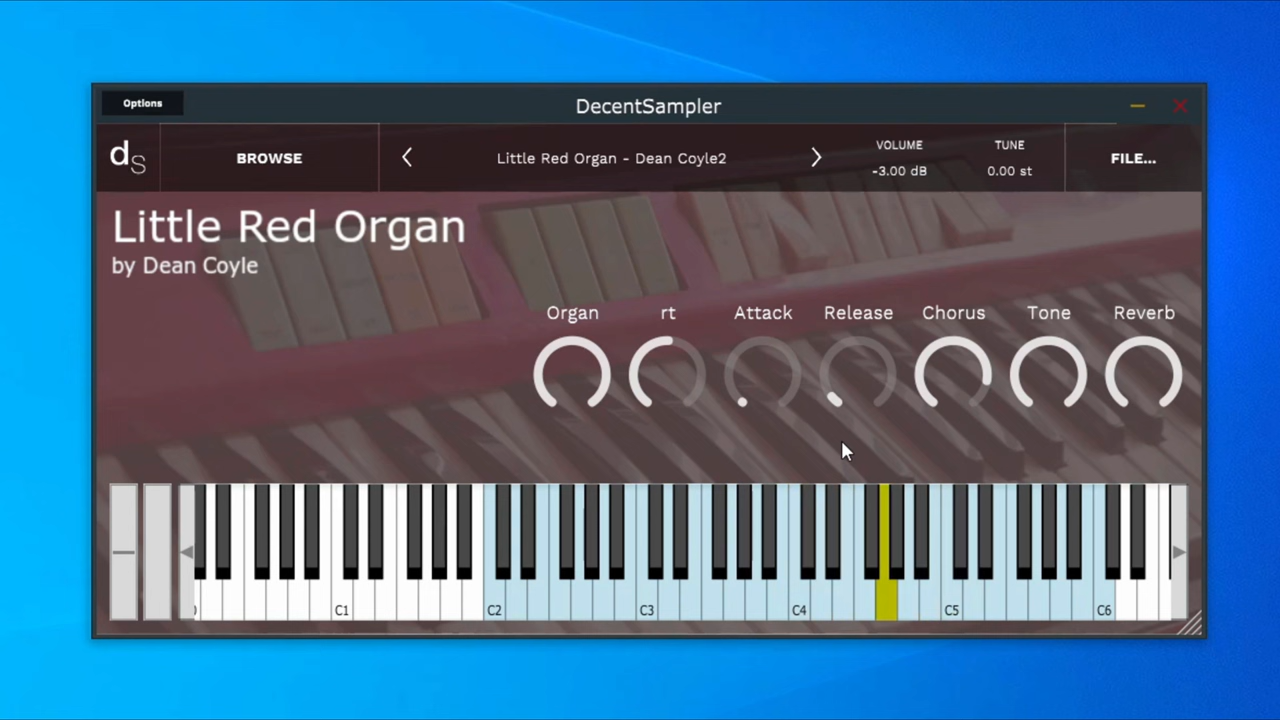 Options
DecentSampler
dS
BROWSE
Little Red Organ - Dean Coyle2
VOLUME
-3.00 dB
TUNE
0.00 st
FILE...
Little Red Organ
by Dean Coyle
Organ
rt
Attack
Release
Chorus
Tone
Reverb
C1
C2
C3
C4
C5
C6